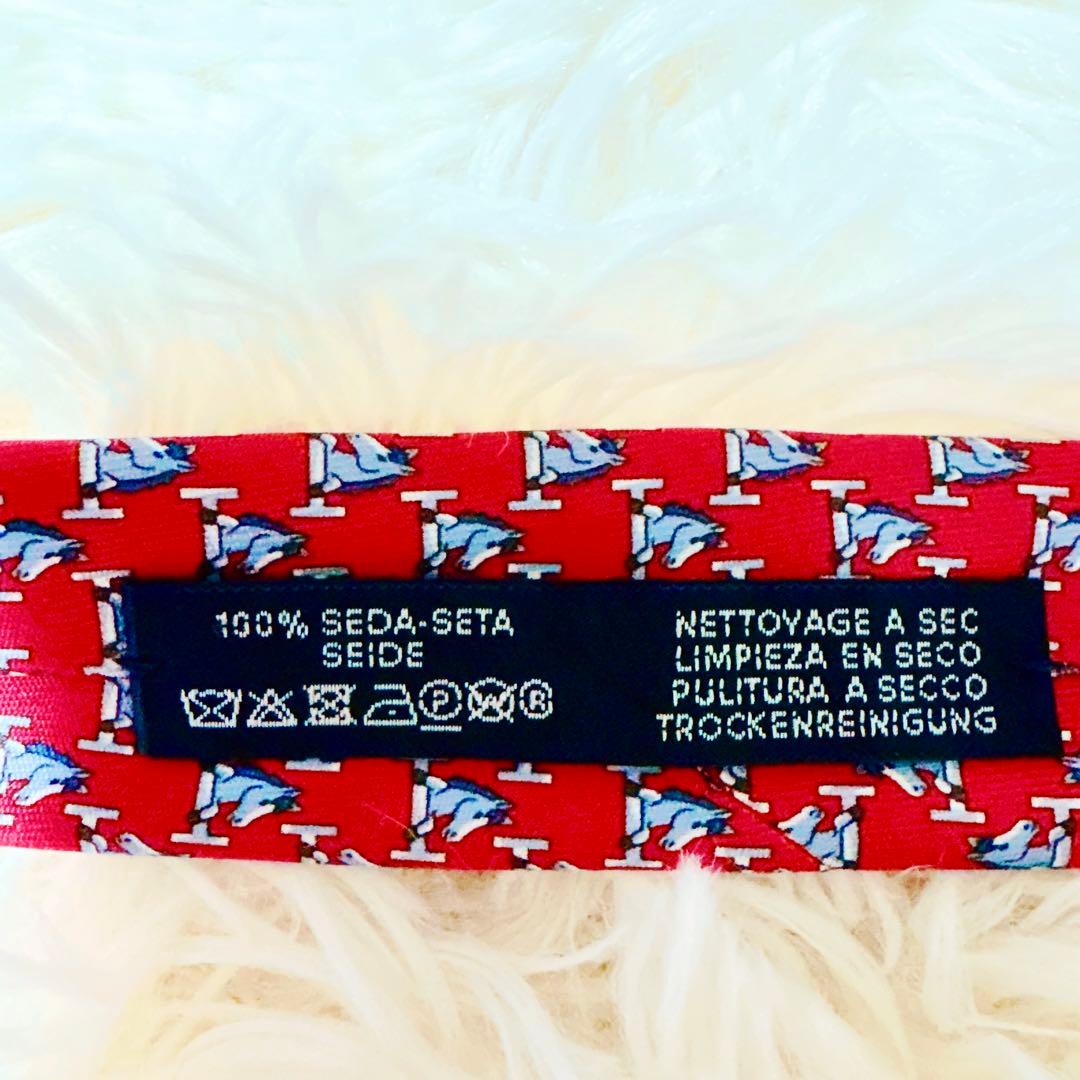 100% SEDA-SETA
SEIDE
P W ®
NETTOYAGE A SEC
LIMPIEZA EN SECO
PULITURA A SECCO
TROCKENREINIGUNG